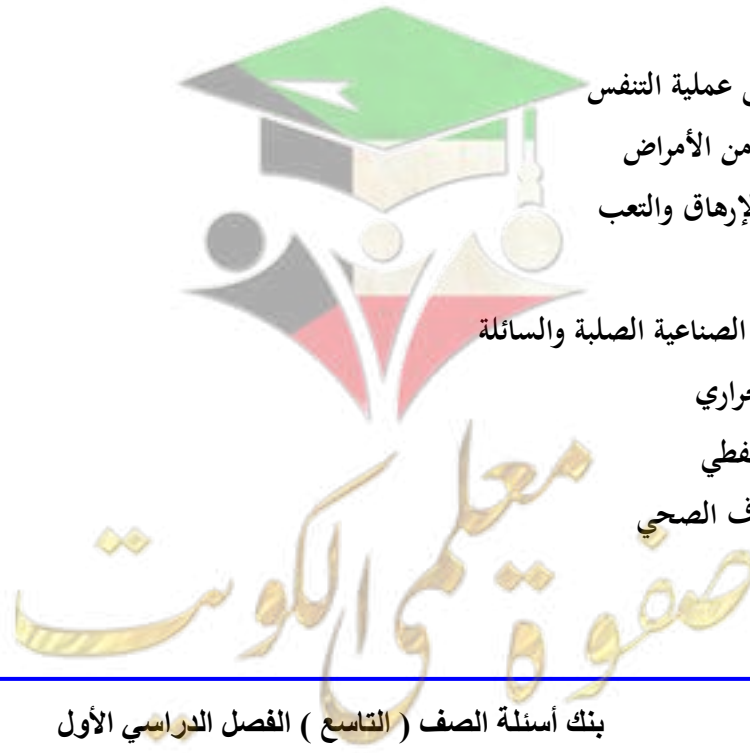 عملية التنفس
من الأمراض
لإرهاق والتعب
الصناعية الصلبة والسائلة
حراري
نفطي
ف الصحي
صفوة معلمي الكويت
بنك أسئلة الصف ( التاسع ) الفصل الدراسي الأول